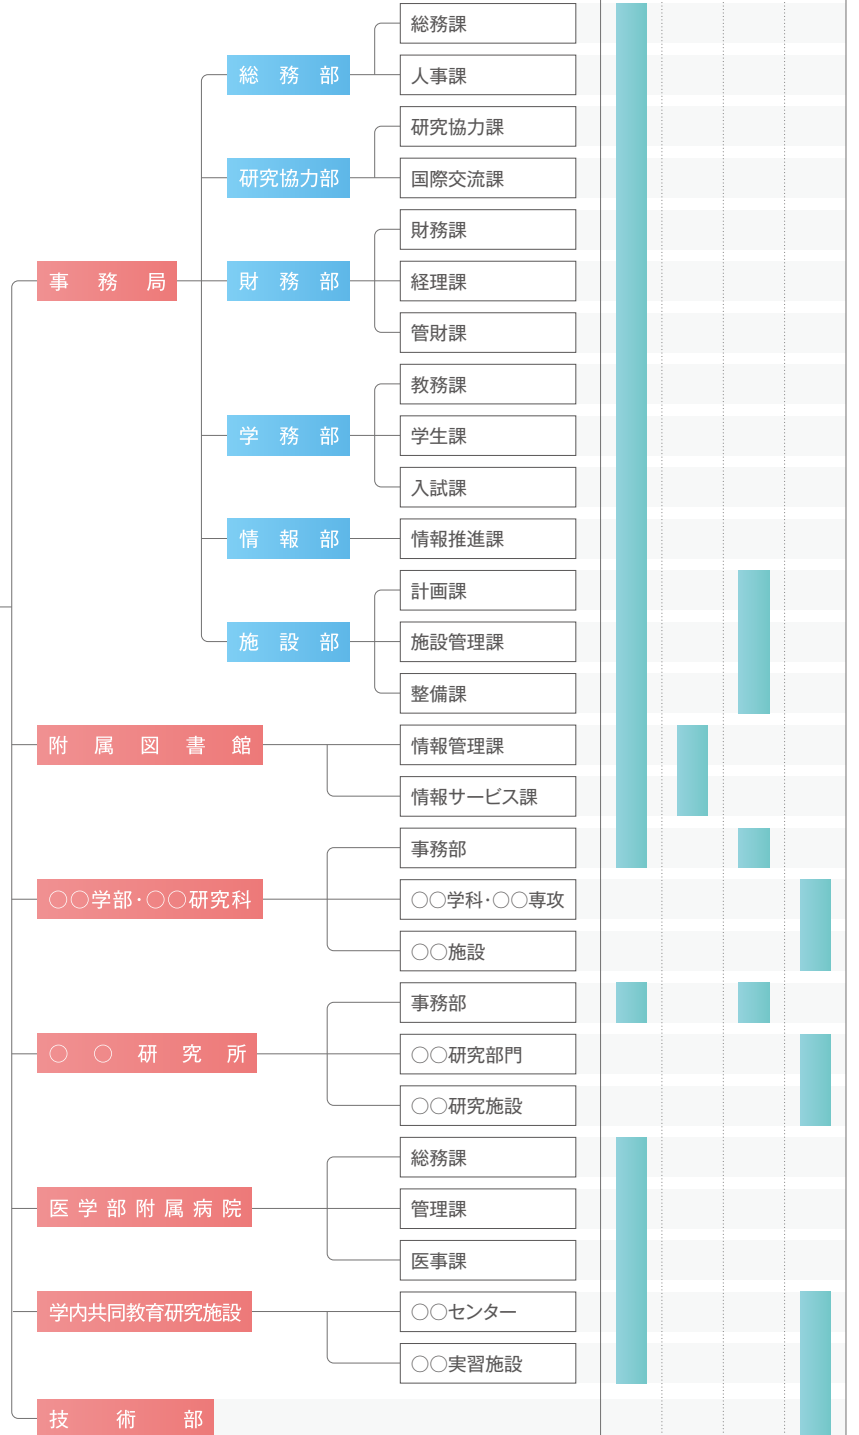 総務課
総務部
人事課
研究協力課
研究協力部
国際交流課
財務課
事務局
財務部
経理課
管財課
教務課
学務部
学生課
入試課
情報部
情報推進課
計画課
施設部
施設管理課
整備課
附属図書館
情報管理課
情報サービス課
事務部
○○学部・○○研究科
○○学科・○○専攻
○○施設
事務部
○○研究所
○○研究部門
○○研究施設
総務課
医学部附属病院
管理課
医事課
学内共同教育研究施設
○○センター
○○実習施設
技術部